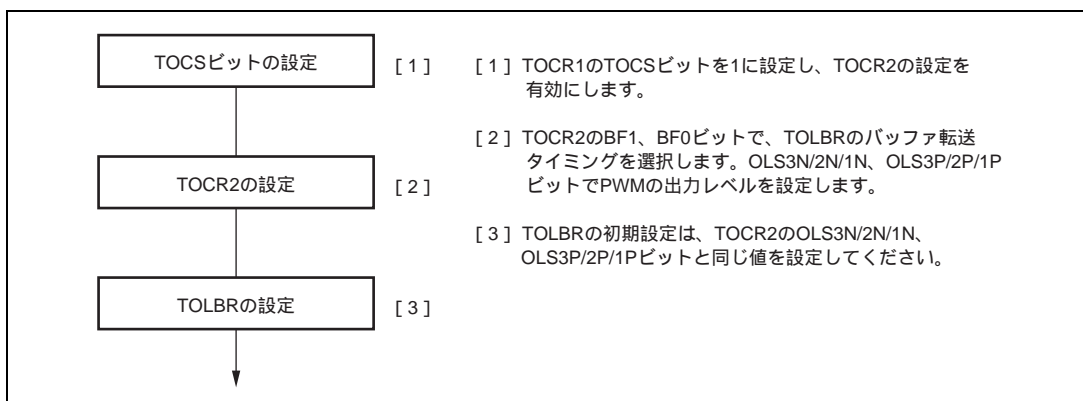 TOCSビットの設定
[ 1 ]
[ 1 ] TOCR1のTOCSビットを1に設定し、TOCR2の設定を
有効にします。
[ 2 ] TOCR2のBF1、BF0ビットで、TOLBRのバッファ転送
タイミングを選択します。OLS3N/2N/1N、OLS3P/2P/1P
ビットでPWMの出力レベルを設定します。
TOCR2の設定
[ 2 ]
[ 3 ] TOLBRの初期設定は、TOCR2のOLS3N/2N/1N、
OLS3P/2P/1Pビットと同じ値を設定してください。
TOLBRの設定
[ 3 ]